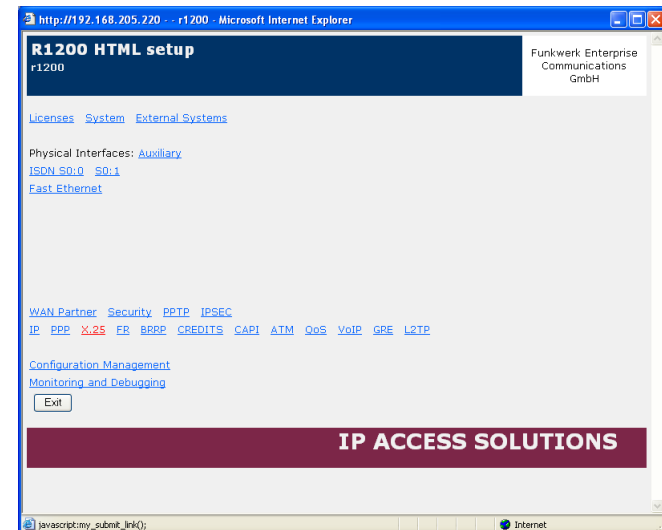 http://192.168.205.220 - - r1200 - Microsoft Internet Explorer
R1200 HTML setup
r1200
Funkwerk Enterprise
Communications
GmbH
Licenses System External Systems
Physical Interfaces: Auxiliary
ISDN S0:0 S0:1
Fast Ethernet
WAN Partner Security PPTP IPSEC
IP PPP X.25 FR BRRP CREDITS CAPI ATM QoS VoIP GRE L2TP
Configuration Management
Monitoring and Debugging
Exit
IP ACCESS SOLUTIONS
javascript:my_submit_link(); Internet